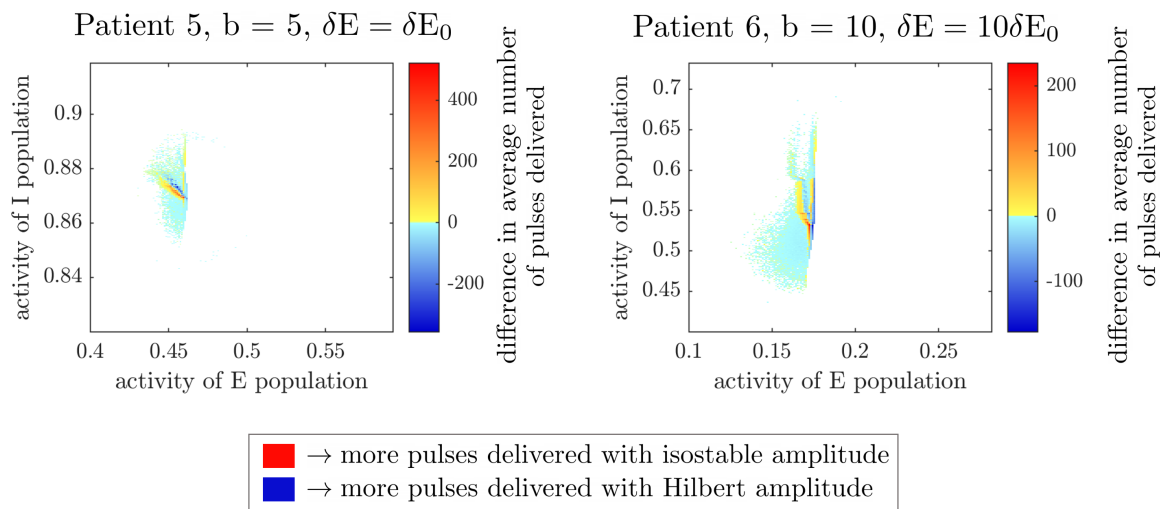 Patient 5, b = 5, δE = δE₀
0.9
0.88
0.86
0.84
0.4
0.45
0.5
0.55
activity of E population
activity of I population
400
200
0
-200
difference in average number
of pulses delivered
Patient 6, b = 10, δE = 10δE₀
0.7
0.65
0.6
0.55
0.5
0.45
0.1
0.15
0.2
0.25
activity of E population
activity of I population
200
100
0
-100
difference in average number
of pulses delivered
→ more pulses delivered with isostable amplitude
→ more pulses delivered with Hilbert amplitude